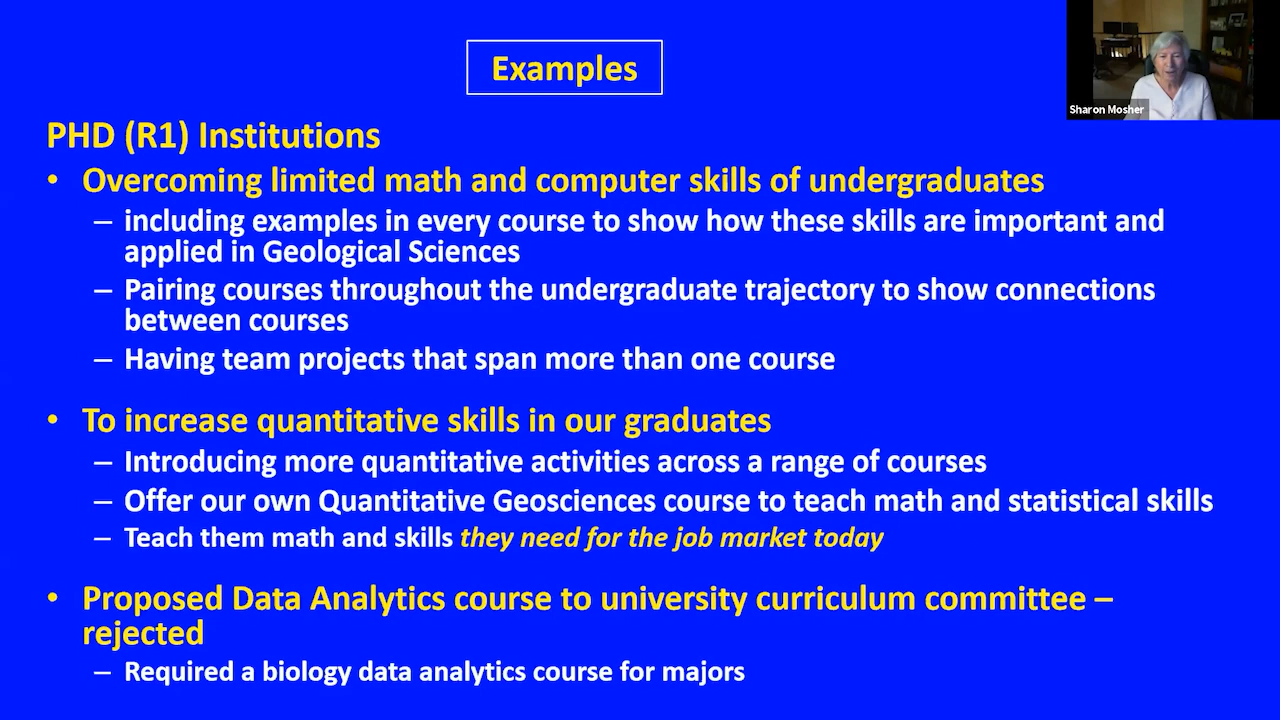 Examples
Sharon Mosher
PHD (R1) Institutions
• Overcoming limited math and computer skills of undergraduates
– including examples in every course to show how these skills are important and
applied in Geological Sciences
– Pairing courses throughout the undergraduate trajectory to show connections
between courses
– Having team projects that span more than one course
• To increase quantitative skills in our graduates
– Introducing more quantitative activities across a range of courses
– Offer our own Quantitative Geosciences course to teach math and statistical skills
– Teach them math and skills they need for the job market today
• Proposed Data Analytics course to university curriculum committee –
rejected
– Required a biology data analytics course for majors